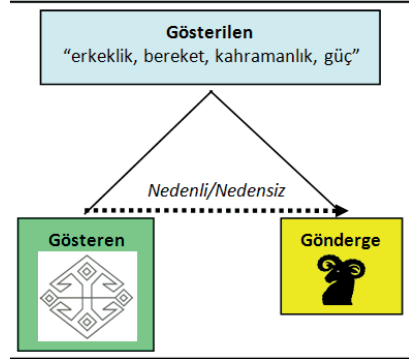 Gösterilen
“erkeklik, bereket, kahramanlık, güç”
Nedenli/Nedensiz
Gösteren
Gönderge